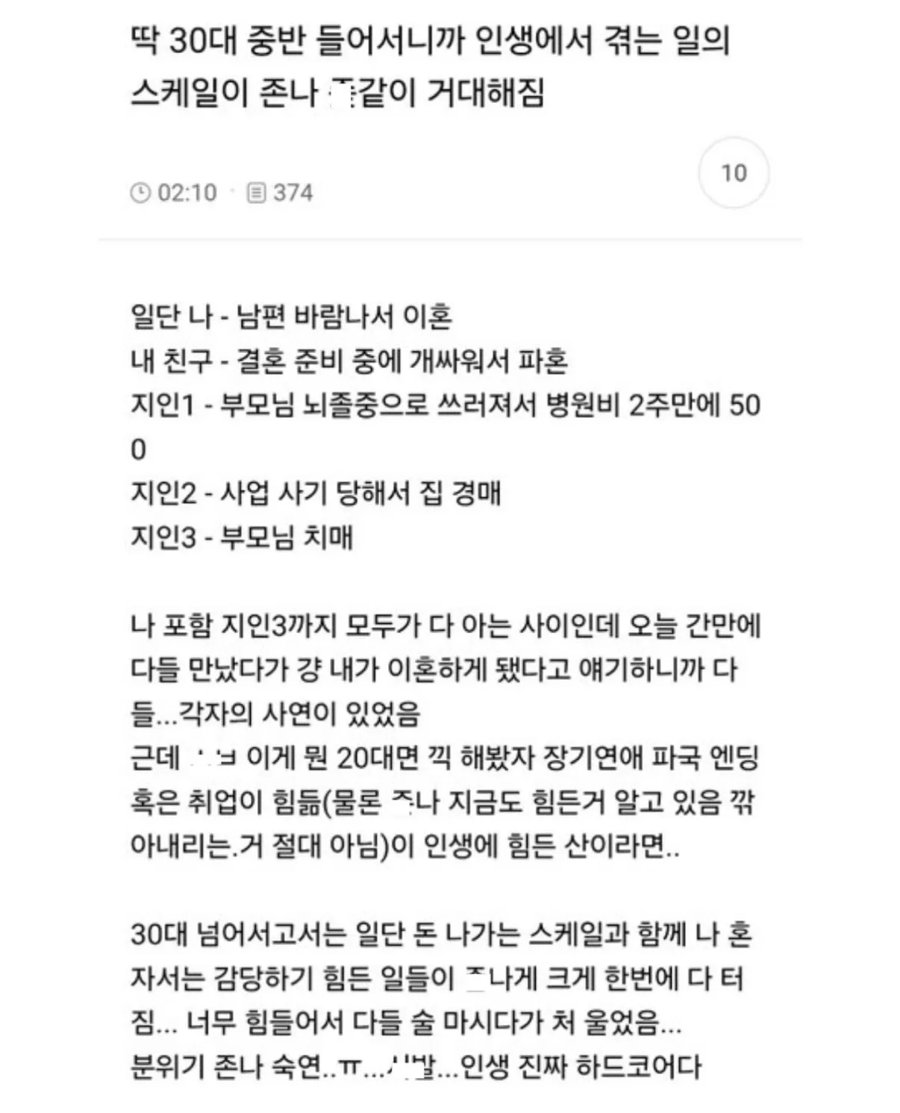 딱 30대 중반 들어서니까 인생에서 겪는 일의
스케일이 존나 같이 거대해짐
02:10 · 374
10
일단 나 - 남편 바람나서 이혼
내 친구 - 결혼 준비 중에 개싸워서 파혼
지인1 - 부모님 뇌졸중으로 쓰러져서 병원비 2주만에 50
0
지인2 - 사업 사기 당해서 집 경매
지인3 - 부모님 치매
나 포함 지인3까지 모두가 다 아는 사이인데 오늘 간만에
다들 만났다가 걍 내가 이혼하게 됐다고 얘기하니까 다
들...각자의 사연이 있었음
근데 이게 뭔 20대면 끽 해봤자 장기연애 파국 엔딩
혹은 취업이 힘듦(물론 나 지금도 힘든거 알고 있음 깎
아내리는.거 절대 아님)이 인생에 힘든 산이라면..
30대 넘어서고서는 일단 돈 나가는 스케일과 함께 나 혼
자서는 감당하기 힘든 일들이 나게 크게 한번에 다 터
짐... 너무 힘들어서 다들 술 마시다가 처 울었음...
분위기 존나 숙연..ㅠ......인생 진짜 하드코어다